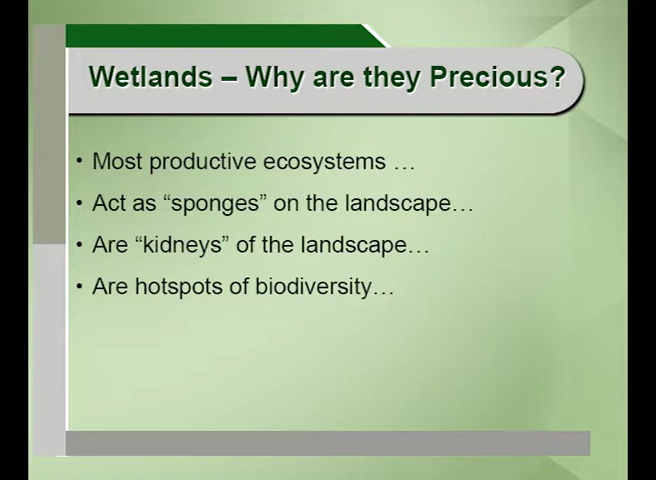 Wetlands – Why are they Precious?
• Most productive ecosystems …
• Act as “sponges” on the landscape…
• Are “kidneys” of the landscape…
• Are hotspots of biodiversity…